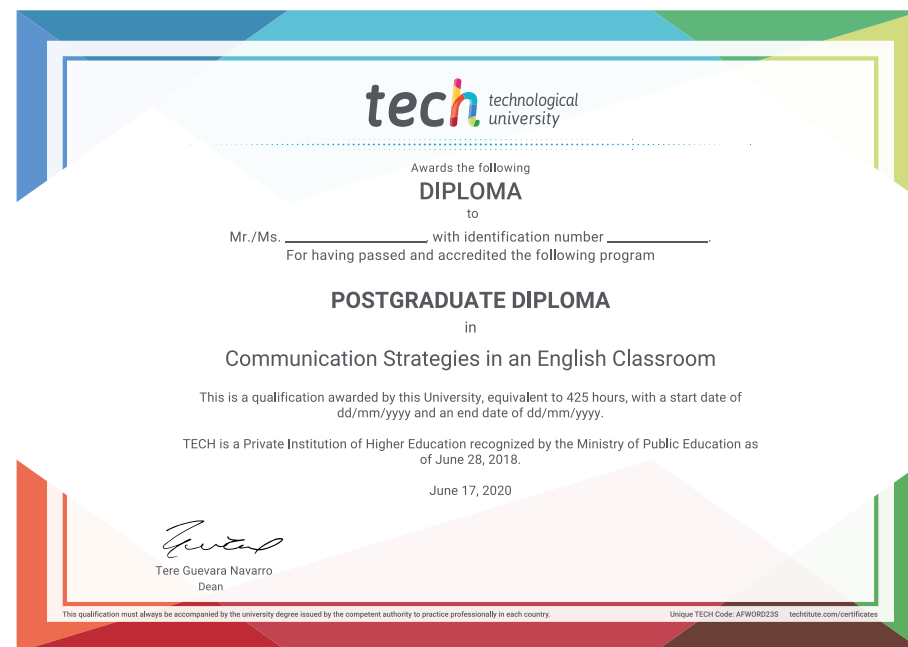 tech technological
university
Awards the following
DIPLOMA
to
Mr./Ms. ____________, with identification number ____________.
For having passed and accredited the following program
POSTGRADUATE DIPLOMA
in
Communication Strategies in an English Classroom
This is a qualification awarded by this University, equivalent to 425 hours, with a start date of
dd/mm/yyyy and an end date of dd/mm/yyyy.
TECH is a Private Institution of Higher Education recognized by the Ministry of Public Education as
of June 28, 2018.
June 17, 2020
Tere Guevara Navarro
Dean
This qualification must always be accompanied by the university degree issued by the competent authority to practice professionally in each country. Unique TECH Code: AFWORD23S techtitute.com/certificates